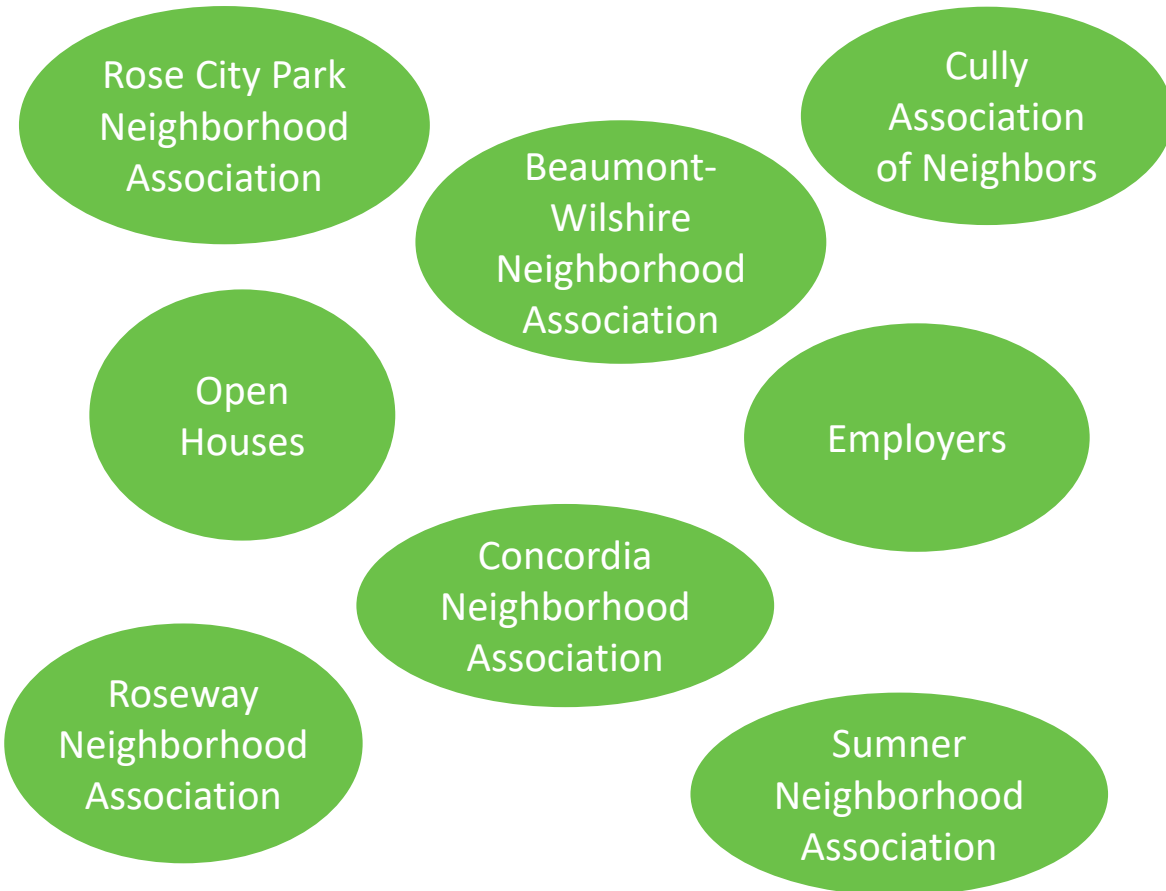 Rose City Park
Neighborhood
Association
Cully
Association
of Neighbors
Beaumont-
Wilshire
Neighborhood
Association
Open
Houses
Employers
Concordia
Neighborhood
Association
Roseway
Neighborhood
Association
Sumner
Neighborhood
Association